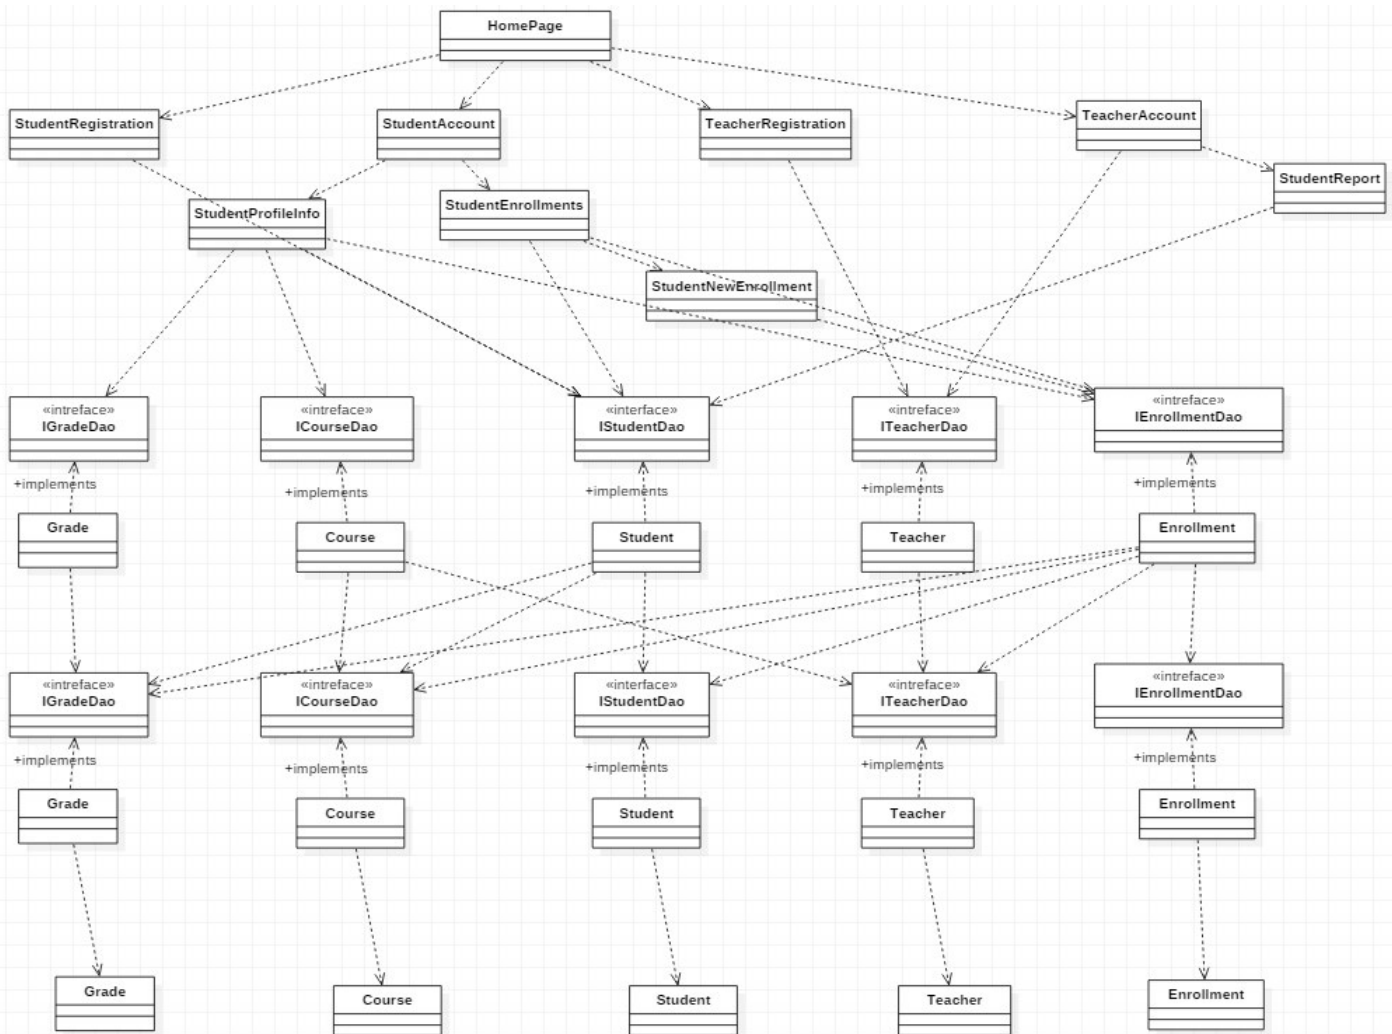 HomePage
StudentRegistration
StudentAccount
TeacherRegistration
TeacherAccount
StudentReport
StudentProfileInfo
StudentEnrollments
StudentNewEnrollment
«intreface»
IGradeDao
«intreface»
ICourseDao
«interface»
IStudentDao
«intreface»
ITeacherDao
«intreface»
IEnrollmentDao
+implements
+implements
+implements
+implements
+implements
Grade
Course
Student
Teacher
Enrollment
«intreface»
IGradeDao
«intreface»
ICourseDao
«interface»
IStudentDao
«intreface»
ITeacherDao
«intreface»
IEnrollmentDao
+implements
+implements
+implements
+implements
+implements
Grade
Course
Student
Teacher
Enrollment
Grade
Course
Student
Teacher
Enrollment